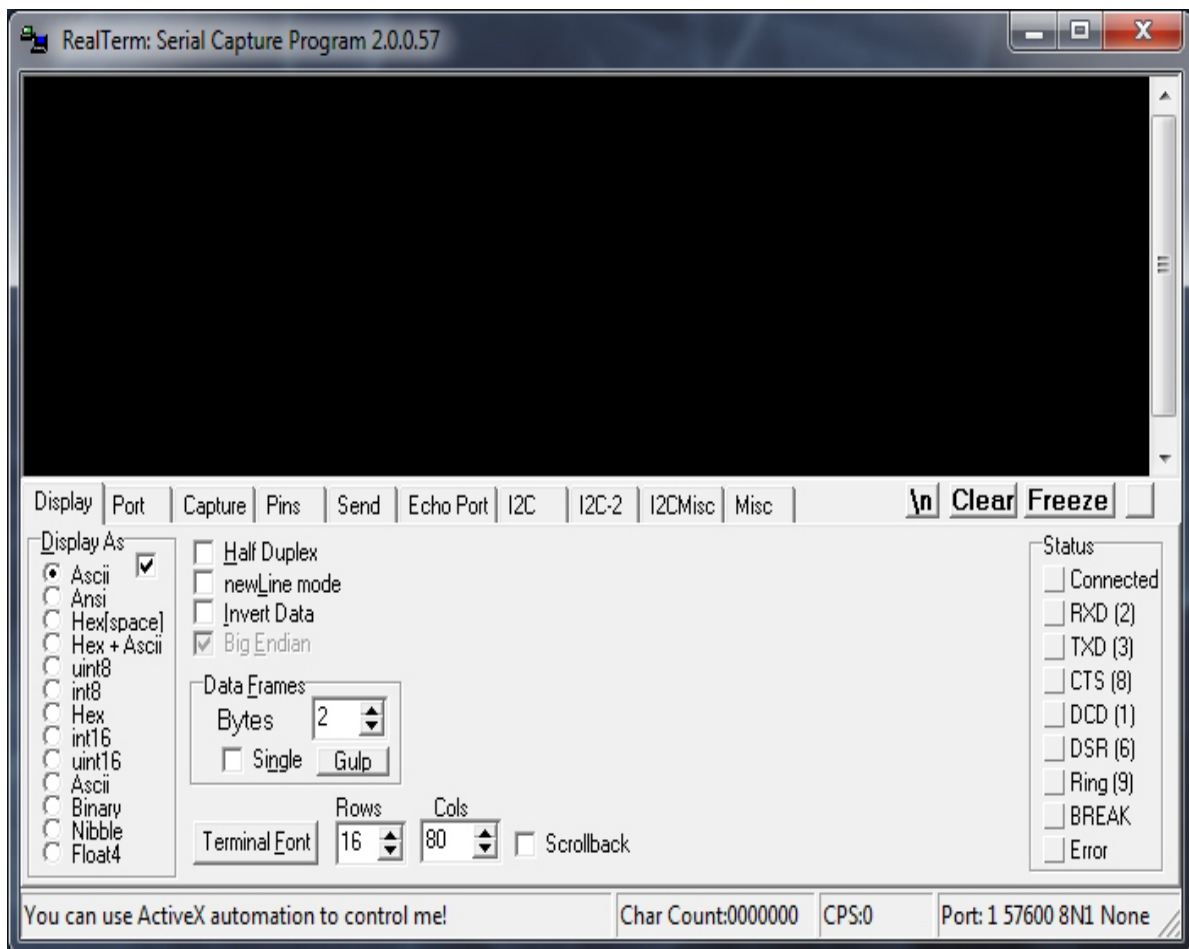 RealTerm: Serial Capture Program 2.0.0.57
X
Display Port Capture Pins Send Echo Port I2C I2C-2 I2CMisc Misc \n Clear Freeze
Display As
Ascii
Ansi
Hex[space]
Hex + Ascii
uint8
int8
Hex
int16
uint16
Ascii
Binary
Nibble
Float4
Half Duplex
newLine mode
Invert Data
Big Endian
Data Frames
Bytes 2
Single Gulp
Rows Cols
Terminal Font 16 80 Scrollback
Status
Connected
RXD (2)
TXD (3)
CTS (8)
DCD (1)
DSR (6)
Ring (9)
BREAK
Error
You can use ActiveX automation to control me! Char Count:0000000 CPS:0 Port: 1 57600 8N1 None